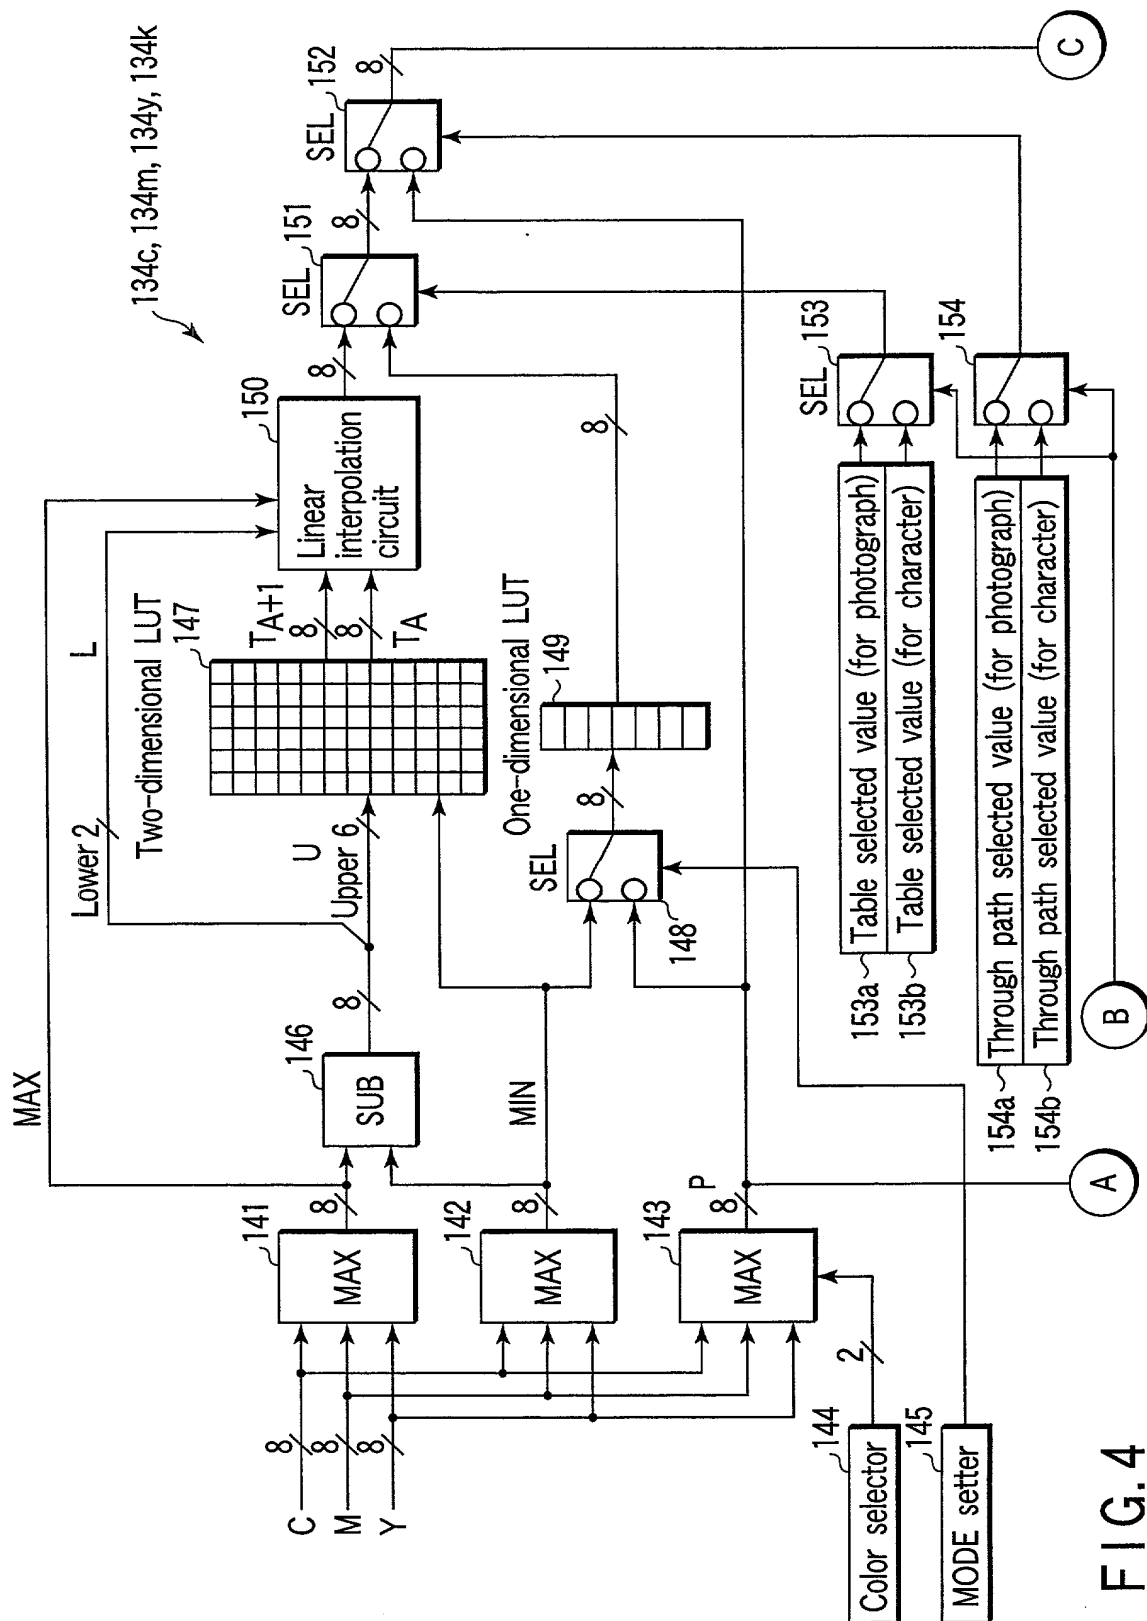 134c, 134m, 134y, 134k
MAX
L
Lower 2
Two-dimensional LUT
147
TA+1
8
8
TA
150
Linear
interpolation
circuit
8
SEL
151
8
SEL
152
8
C
8
M
8
Y
8
141
MAX
8
142
MAX
8
143
MAX
8
P
146
SUB
8
U
Upper 6
MIN
SEL
148
8
One-dimensional LUT
149
8
144
Color selector
2
145
MODE setter
153a
Table selected value (for photograph)
153b
Table selected value (for character)
SEL
153
154a
Through path selected value (for photograph)
154b
Through path selected value (for character)
154
A
B
C
FIG. 4